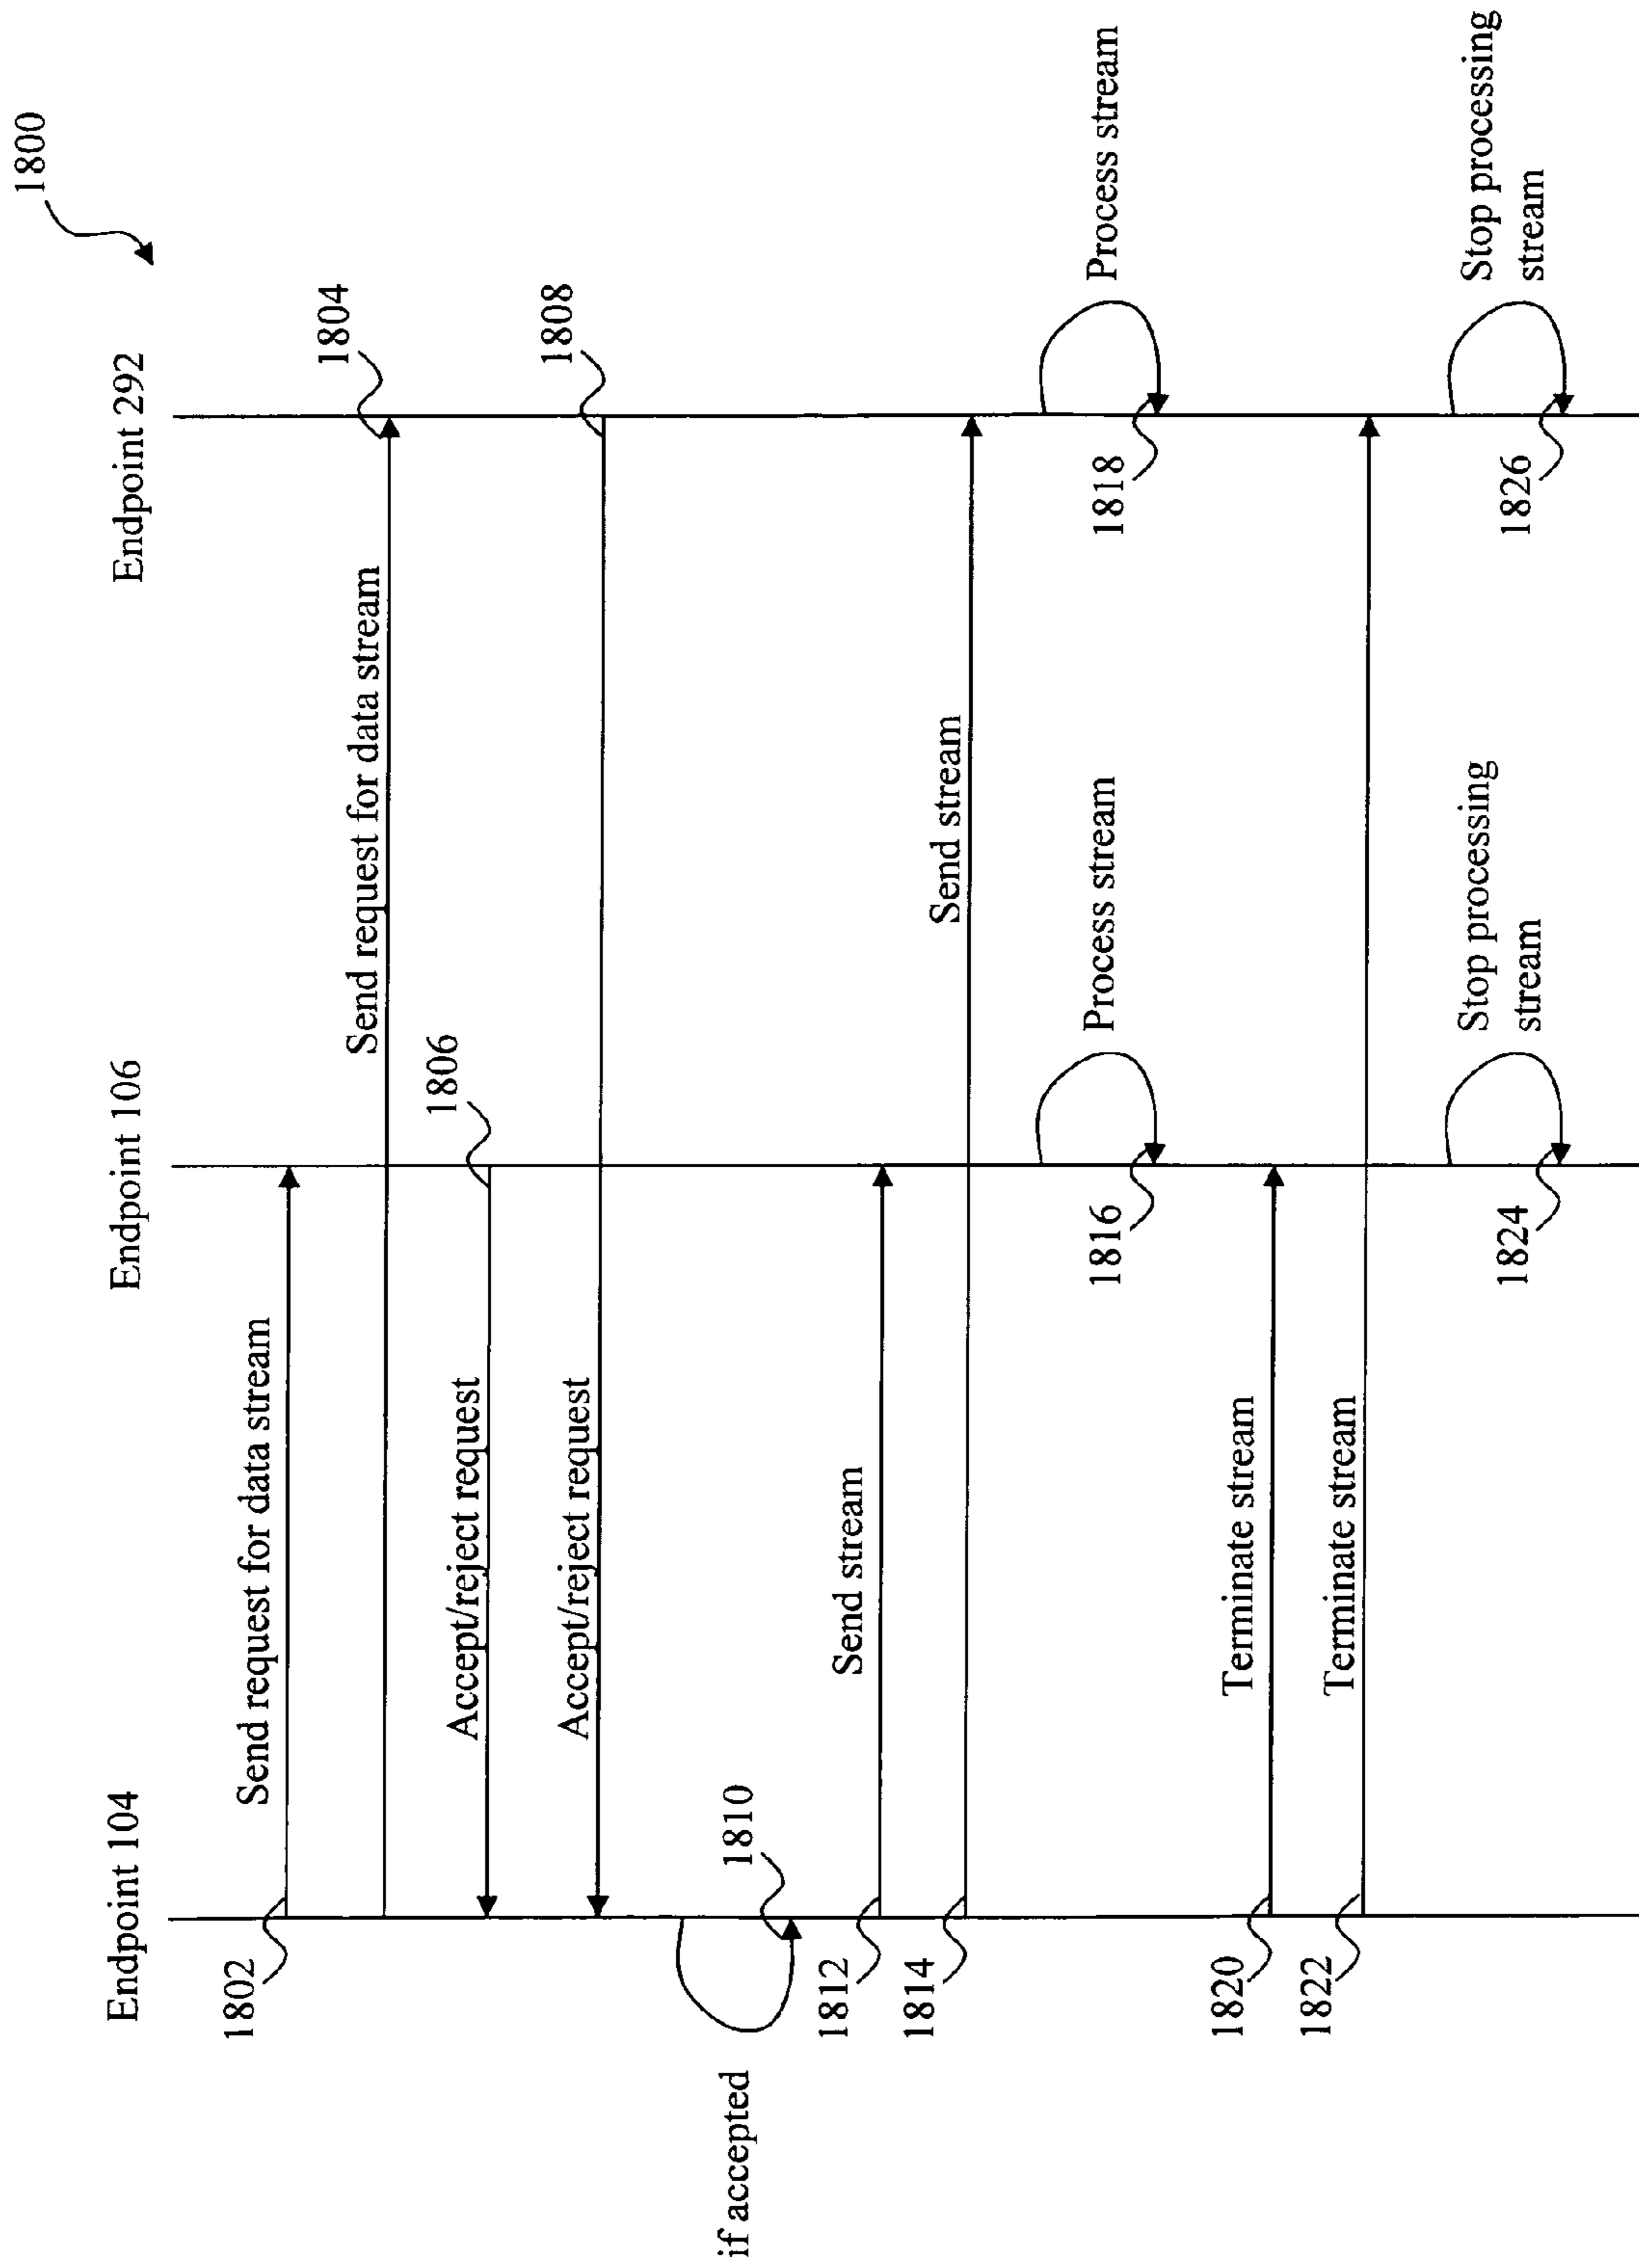 1800
Endpoint 104
Endpoint 106
Endpoint 292
Send request for data stream
1802
1804
Send request for data stream
1806
Accept/reject request
1808
Accept/reject request
if accepted
1810
1812
Send stream
1814
Send stream
1816
Process stream
1818
Process stream
1820
Terminate stream
1822
Terminate stream
1824
Stop processing
stream
1826
Stop processing
stream